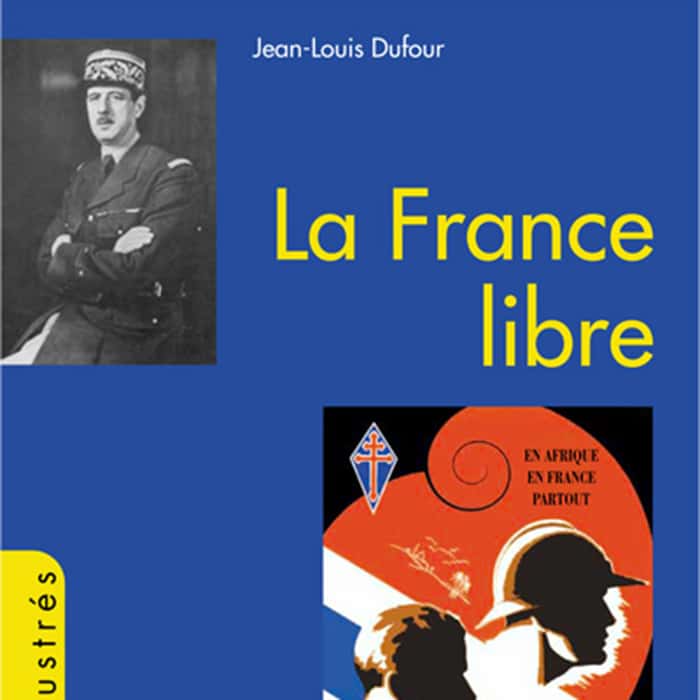 Jean-Louis Dufour
La France
libre
EN AFRIQUE
EN FRANCE
PARTOUT
ustrés